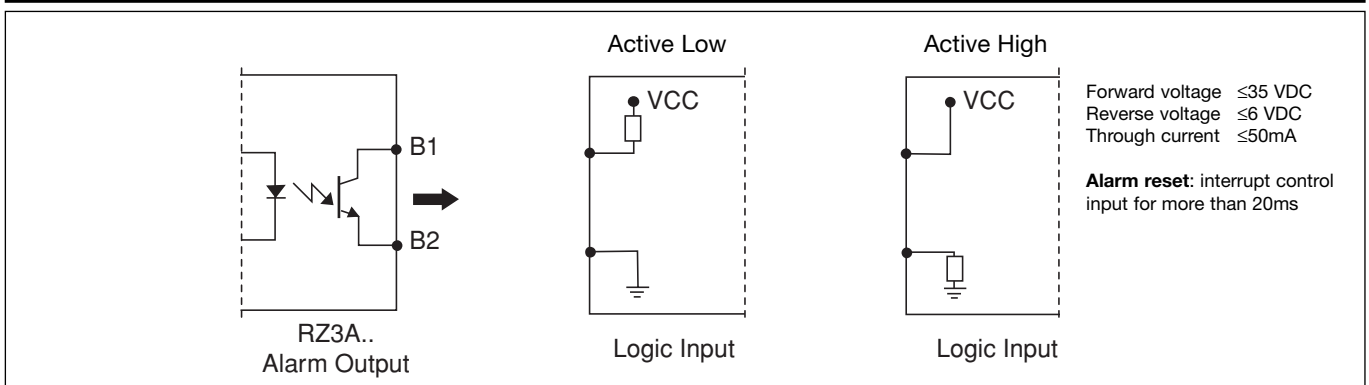 Active Low
Active High
VCC
VCC
Forward voltage ≤35 VDC
Reverse voltage ≤6 VDC
Through current ≤50mA
B1
Alarm reset: interrupt control
input for more than 20ms
B2
RZ3A..
Alarm Output
Logic Input
Logic Input